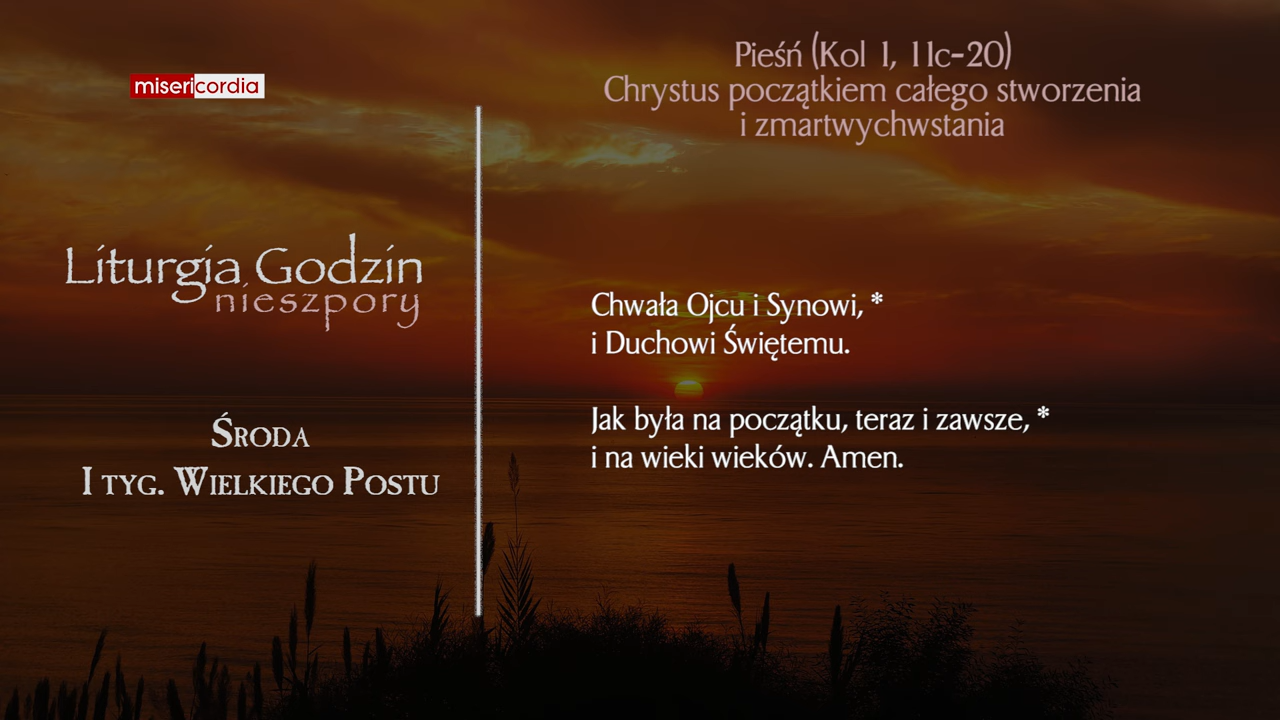 misericordia
Liturgia Godzin
nieszpory
Środa
I tyg. Wielkiego Postu
Pieśń (Kol 1, 11c-20)
Chrystus początkiem całego stworzenia
i zmartwychwstania
Chwała Ojcu i Synowi, *
i Duchowi Świętemu.
Jak była na początku, teraz i zawsze, *
i na wieki wieków. Amen.